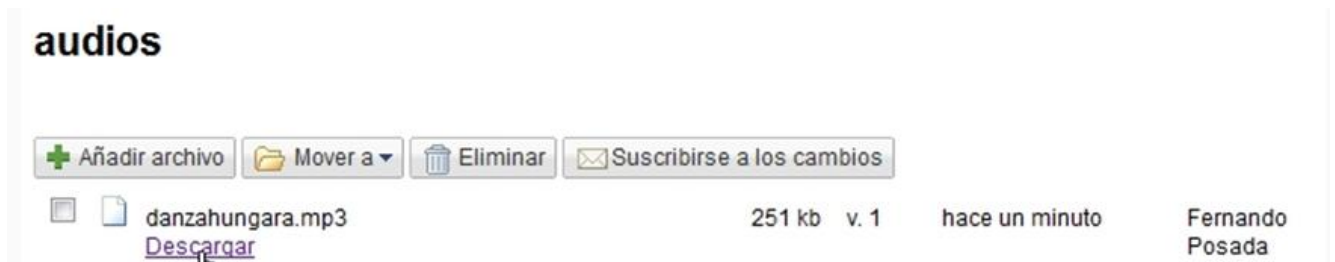 audios
Añadir archivo Mover a Eliminar Suscribirse a los cambios
danzahungara.mp3 251 kb v. 1 hace un minuto Fernando
Descargar Posada